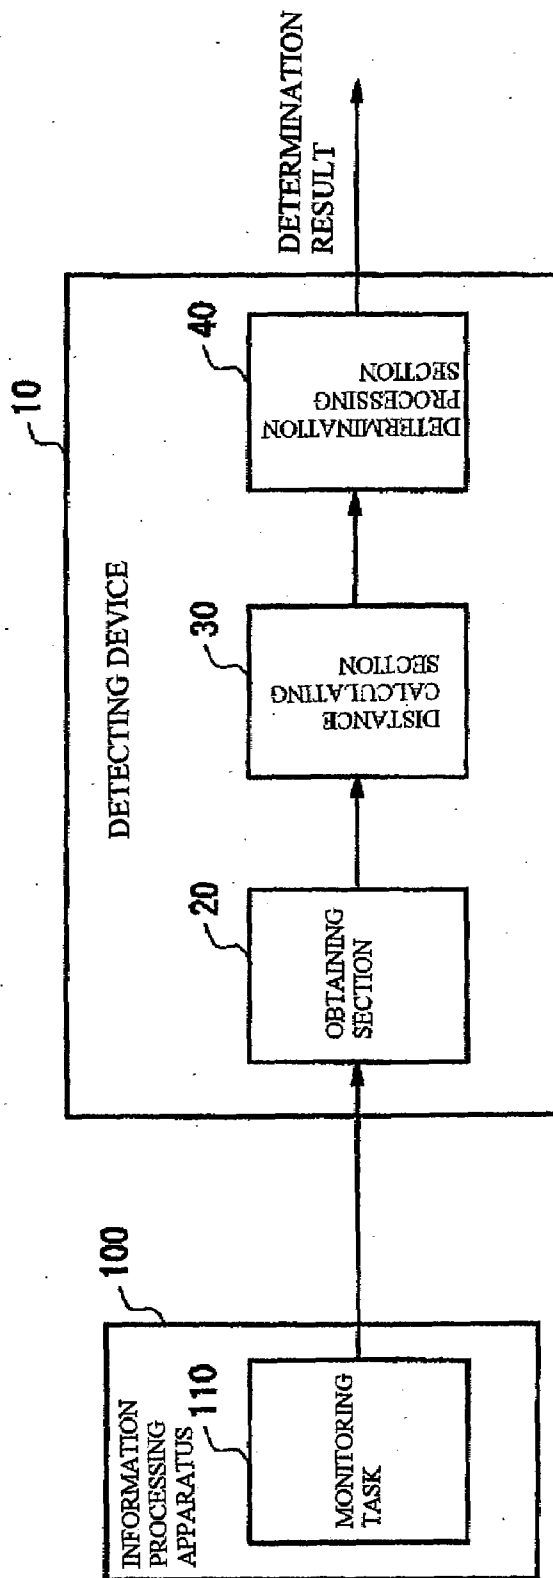 INFORMATION
PROCESSING
APPARATUS
100
110
MONITORING
TASK
10
DETECTING DEVICE
20
OBTAINING
SECTION
30
DISTANCE
CALCULATING
SECTION
40
DETERMINATION
PROCESSING
SECTION
DETERMINATION
RESULT